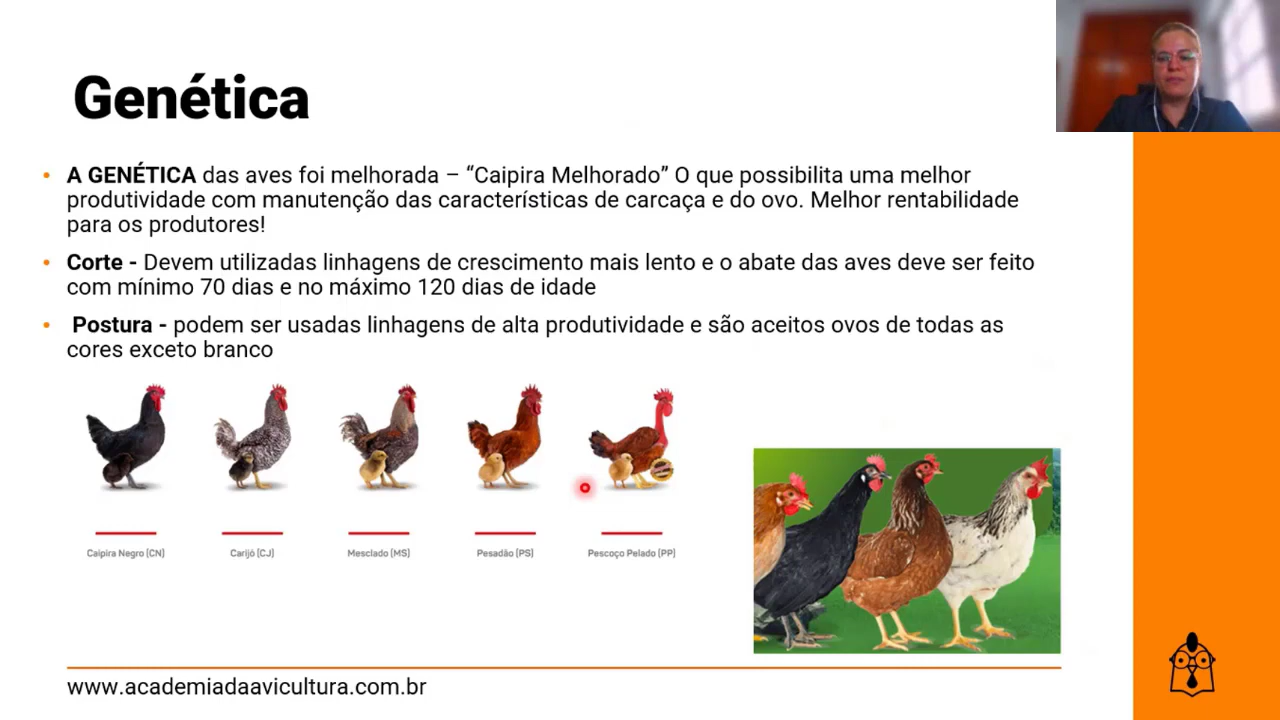 Genética
• A GENÉTICA das aves foi melhorada – “Caipira Melhorado” O que possibilita uma melhor
produtividade com manutenção das características de carcaça e do ovo. Melhor rentabilidade
para os produtores!
• Corte - Devem utilizadas linhagens de crescimento mais lento e o abate das aves deve ser feito
com mínimo 70 dias e no máximo 120 dias de idade
• Postura - podem ser usadas linhagens de alta produtividade e são aceitos ovos de todas as
cores exceto branco
Caipira Negro (CN)
Carijó (CJ)
Mesclado (MS)
Pesadão (PS)
Pescoço Pelado (PP)
www.academiadaavicultura.com.br